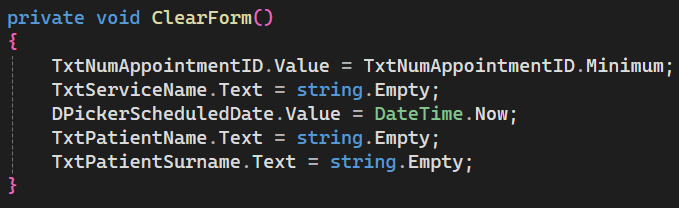 private void ClearForm()
{
    TxtNumAppointmentID.Value = TxtNumAppointmentID.Minimum;
    TxtServiceName.Text = string.Empty;
    DPickerScheduledDate.Value = DateTime.Now;
    TxtPatientName.Text = string.Empty;
    TxtPatientSurname.Text = string.Empty;
}